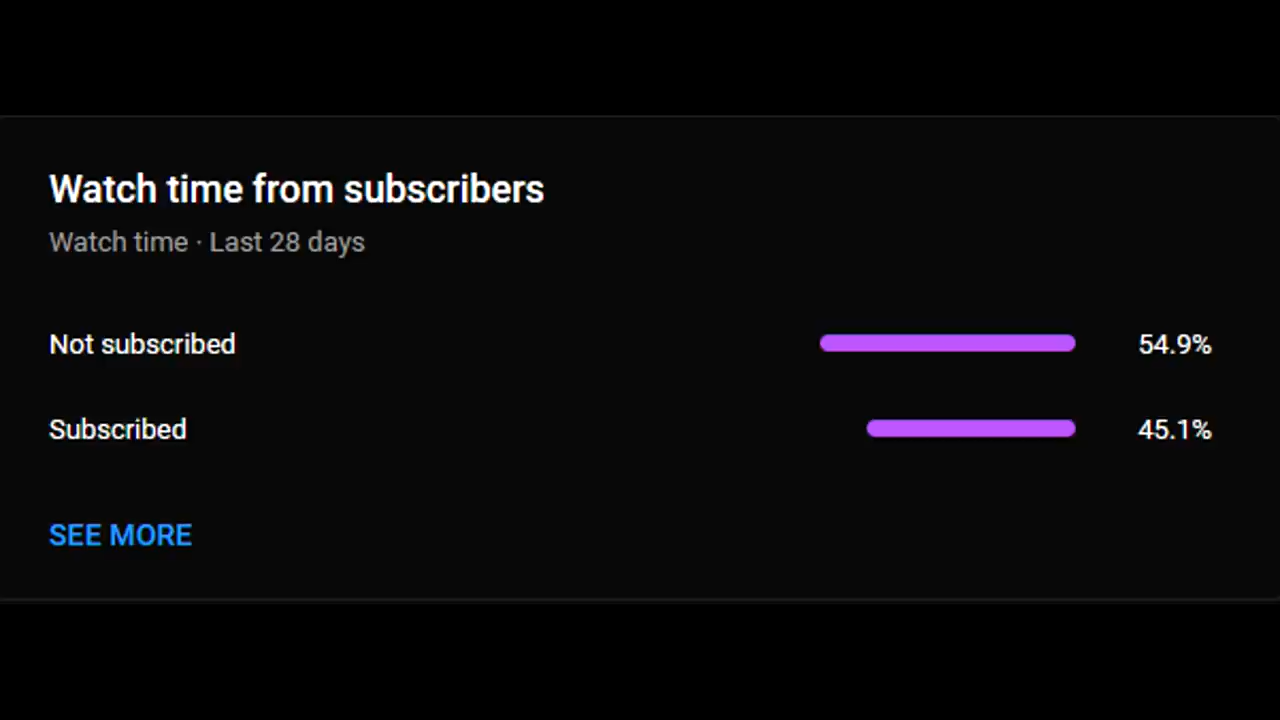 Watch time from subscribers
Watch time · Last 28 days
Not subscribed 54.9%
Subscribed 45.1%
SEE MORE